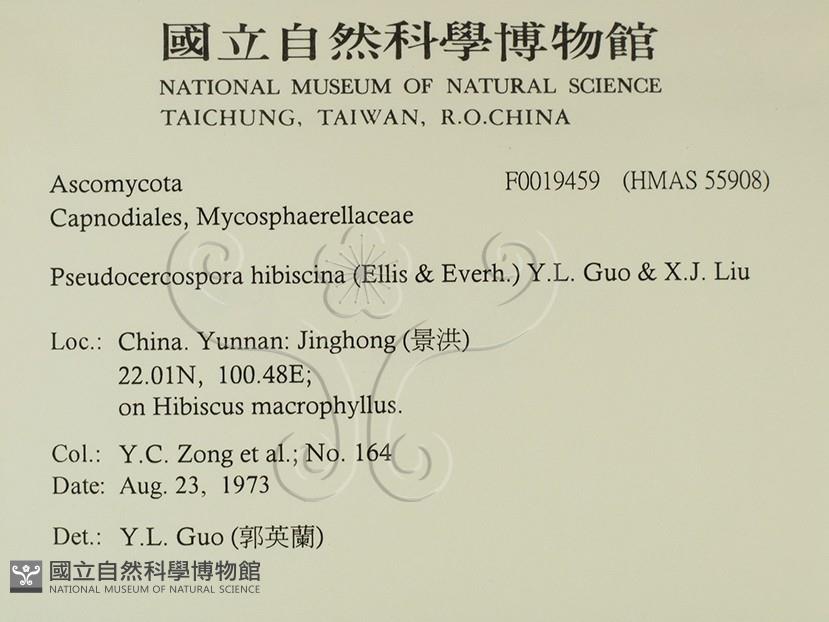 國立自然科學博物館
NATIONAL MUSEUM OF NATURAL SCIENCE
TAICHUNG, TAIWAN, R.O.CHINA
Ascomycota F0019459 (HMAS 55908)
Capnodiales, Mycosphaerellaceae
Pseudocercospora hibiscina (Ellis & Everh.) Y.L. Guo & X.J. Liu
Loc.: China. Yunnan: Jinghong (景洪)
22.01N, 100.48E;
on Hibiscus macrophyllus.
Col.: Y.C. Zong et al.; No. 164
Date: Aug. 23, 1973
Det.: Y.L. Guo (郭英蘭)
國立自然科學博物館
NATIONAL MUSEUM OF NATURAL SCIENCE